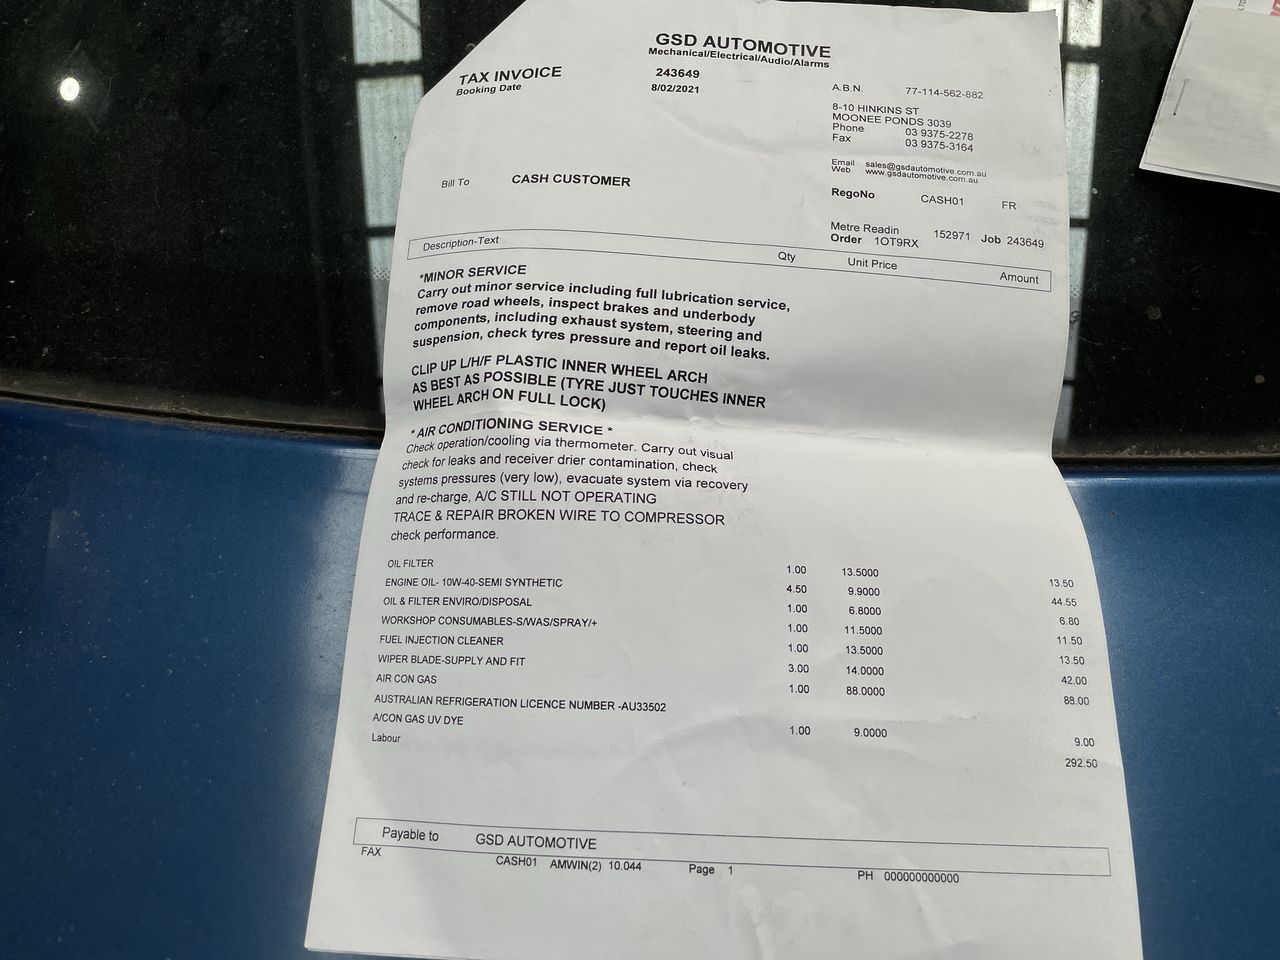 GSD AUTOMOTIVE
Mechanical/Electrical/Audio/Alarms
TAX INVOICE 243649
Booking Date 8/02/2021
A.B.N. 77-114-562-882
8-10 HINKINS ST
MOONEE PONDS 3039
Phone 03 9375-2278
Fax 03 9375-3164
Email sales@gsdautomotive.com.au
Web www.gsdautomotive.com.au
Bill To CASH CUSTOMER
RegoNo CASH01 FR
Metre Readin 152971 Job 243649
Order 1OT9RX
Description-Text Qty Unit Price Amount
*MINOR SERVICE
Carry out minor service including full lubrication service,
remove road wheels, inspect brakes and underbody
components, including exhaust system, steering and
suspension, check tyres pressure and report oil leaks.
CLIP UP L/H/F PLASTIC INNER WHEEL ARCH
AS BEST AS POSSIBLE (TYRE JUST TOUCHES INNER
WHEEL ARCH ON FULL LOCK)
* AIR CONDITIONING SERVICE *
Check operation/cooling via thermometer. Carry out visual
check for leaks and receiver drier contamination, check
systems pressures (very low), evacuate system via recovery
and re-charge, A/C STILL NOT OPERATING
TRACE & REPAIR BROKEN WIRE TO COMPRESSOR
check performance.
OIL FILTER 1.00 13.5000 13.50
ENGINE OIL- 10W-40-SEMI SYNTHETIC 4.50 9.9000 44.55
OIL & FILTER ENVIRO/DISPOSAL 1.00 6.8000 6.80
WORKSHOP CONSUMABLES-S/WAS/SPRAY/+ 1.00 11.5000 11.50
FUEL INJECTION CLEANER 1.00 13.5000 13.50
WIPER BLADE-SUPPLY AND FIT 3.00 14.0000 42.00
AIR CON GAS 1.00 88.0000 88.00
AUSTRALIAN REFRIGERATION LICENCE NUMBER -AU33502
A/CON GAS UV DYE 1.00 9.0000 9.00
Labour 292.50
Payable to GSD AUTOMOTIVE
FAX CASH01 AMWIN(2) 10.044 Page 1 PH 000000000000